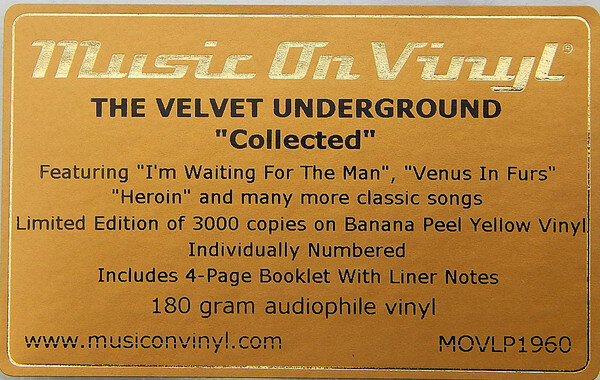 Music On Vinyl®
THE VELVET UNDERGROUND
"Collected"
Featuring "I'm Waiting For The Man", "Venus In Furs"
"Heroin" and many more classic songs
Limited Edition of 3000 copies on Banana Peel Yellow Vinyl
Individually Numbered
Includes 4-Page Booklet With Liner Notes
180 gram audiophile vinyl
www.musiconvinyl.com MOVLP1960